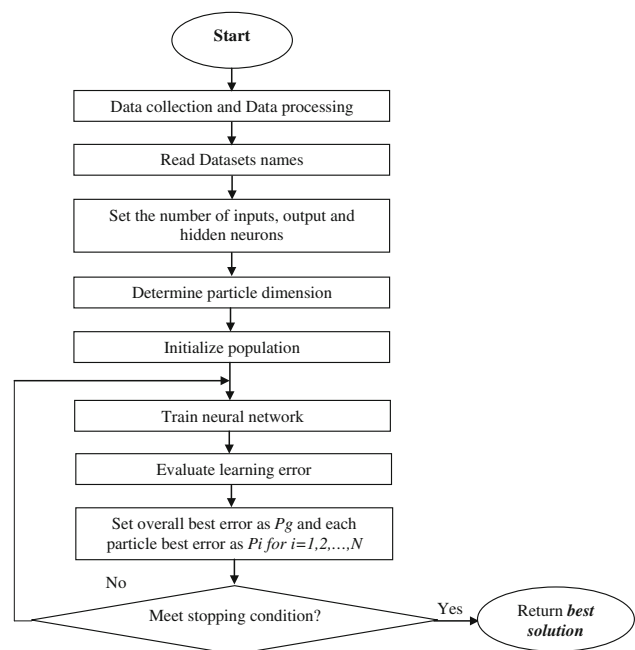 Start
Data collection and Data processing
Read Datasets names
Set the number of inputs, output and
hidden neurons
Determine particle dimension
Initialize population
Train neural network
Evaluate learning error
Set overall best error as Pg and each
particle best error as Pi for i=1,2,…,N
No
Meet stopping condition?
Yes
Return best
solution